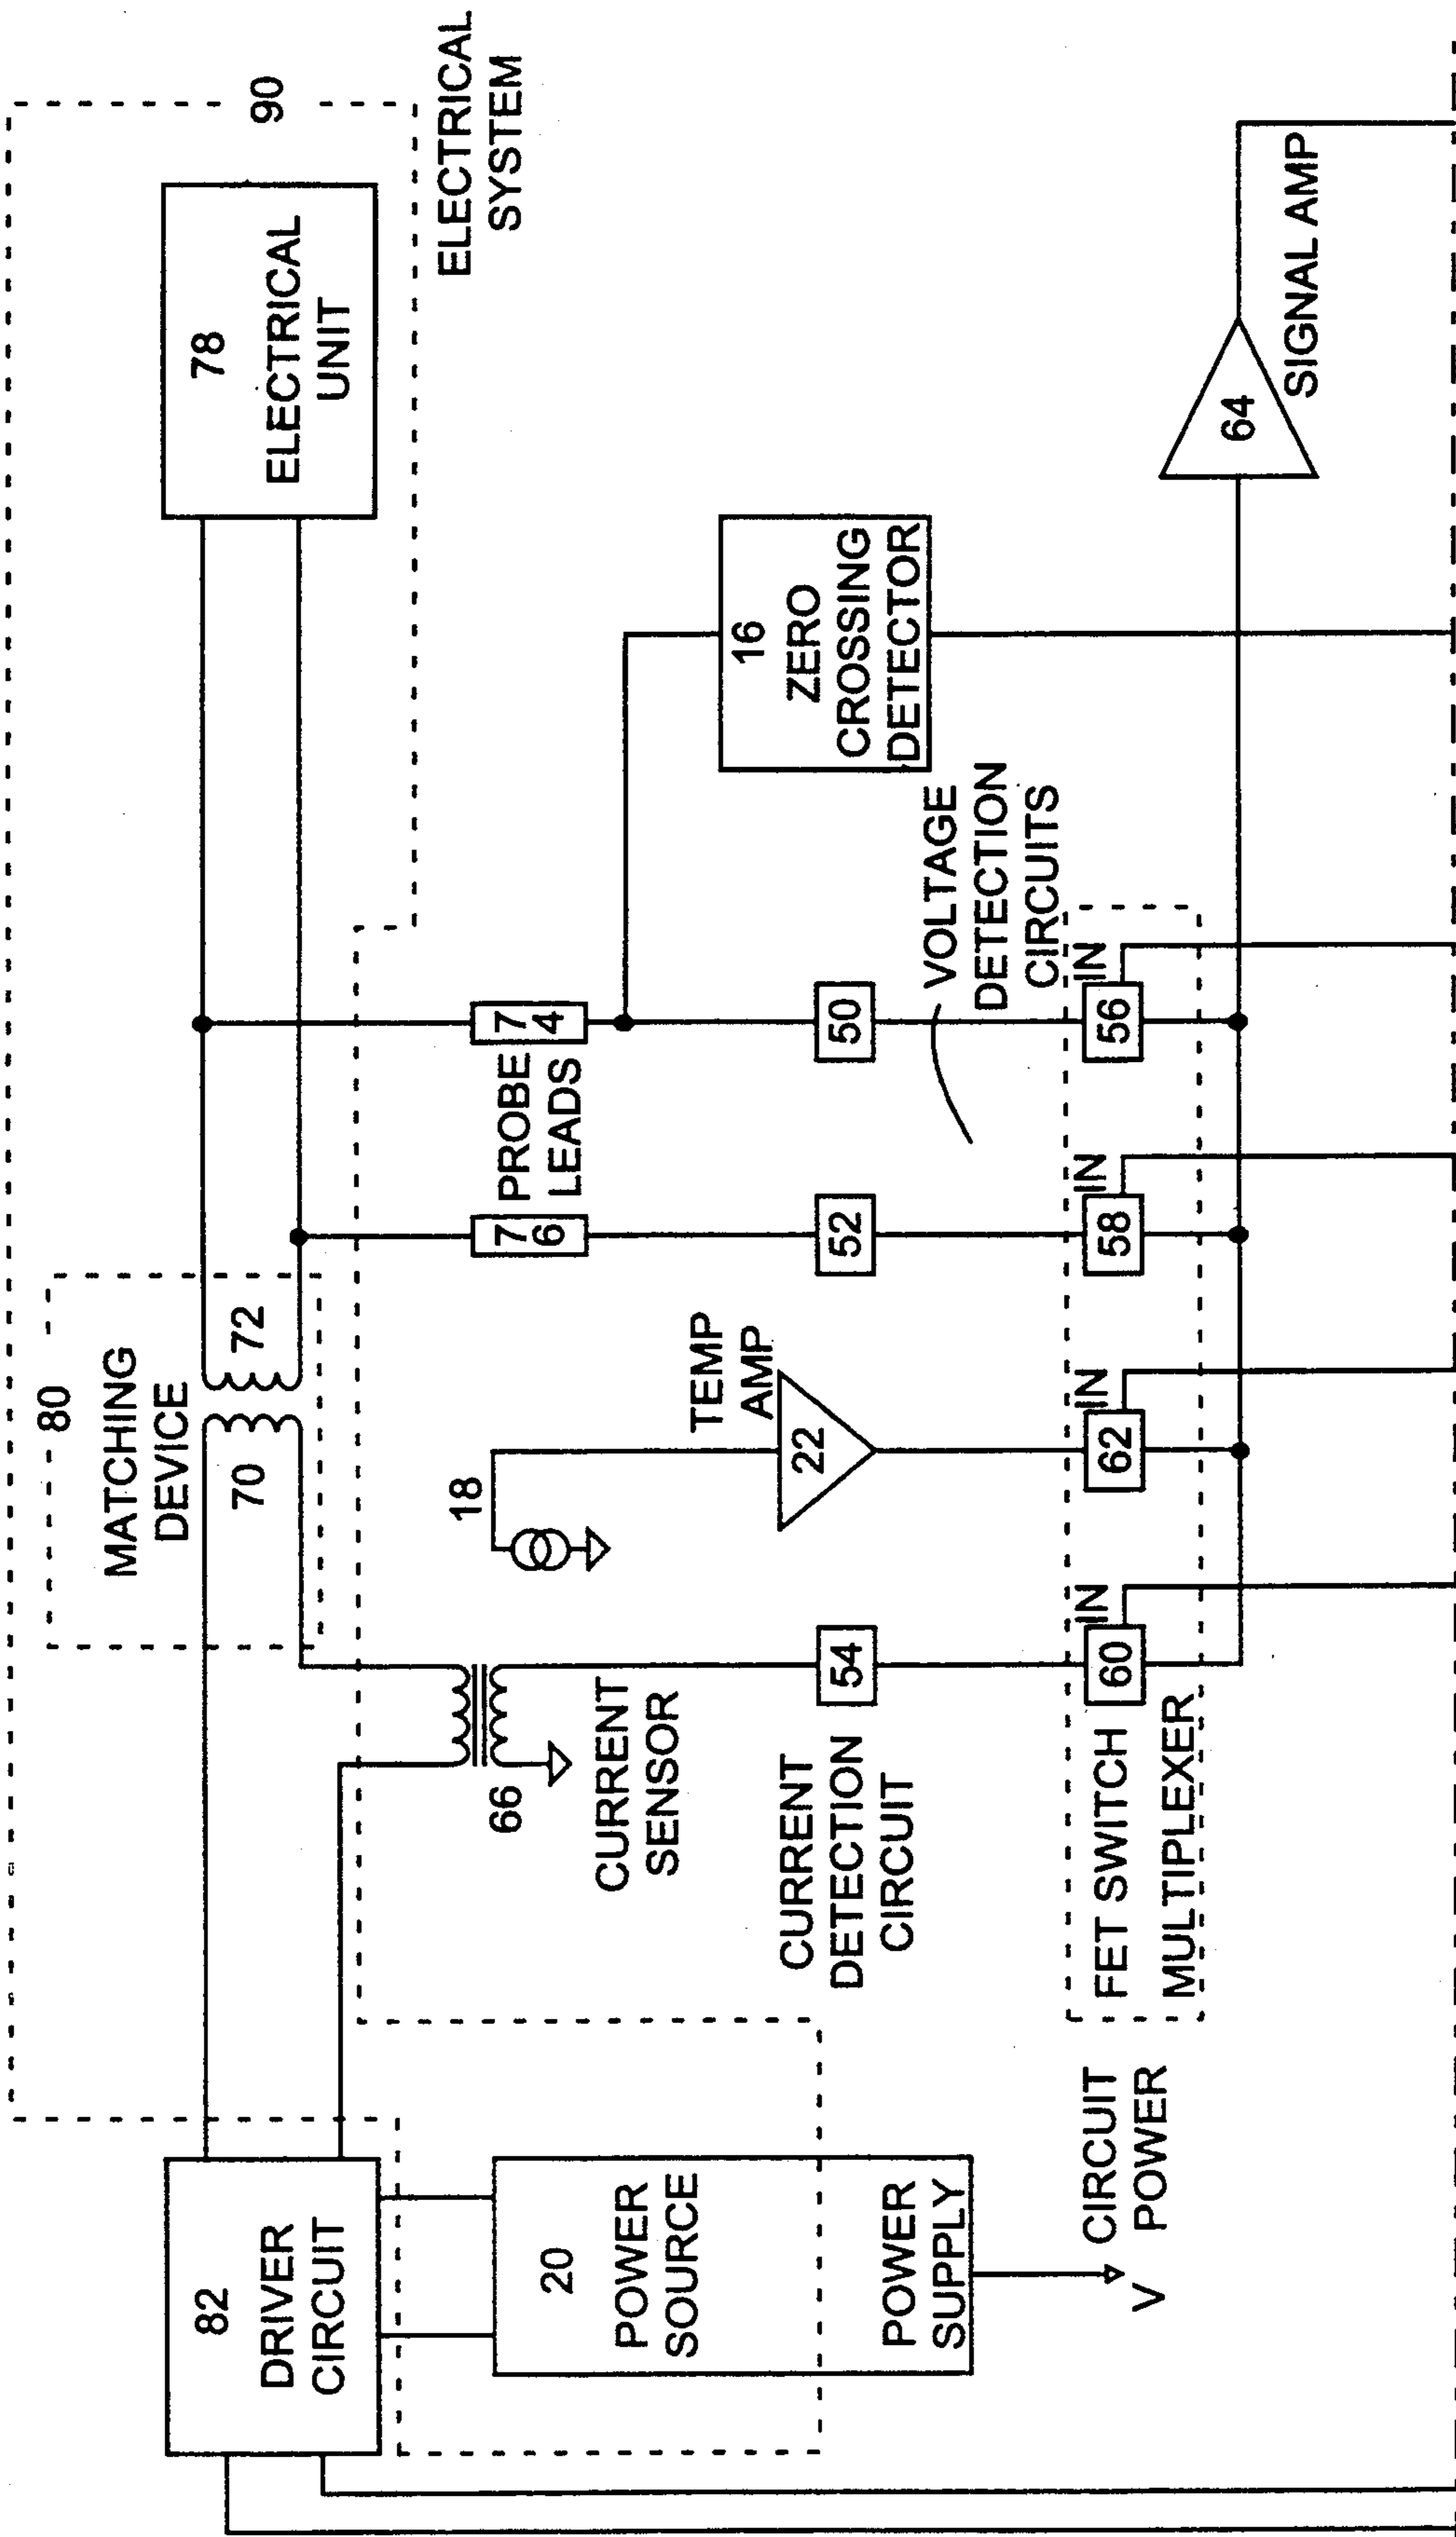 82
DRIVER
CIRCUIT
20
POWER
SOURCE
POWER
SUPPLY
V
CIRCUIT
POWER
80
MATCHING
DEVICE
70
72
78
ELECTRICAL
UNIT
90
ELECTRICAL
SYSTEM
66
CURRENT
SENSOR
18
TEMP
AMP
22
76
PROBE
LEADS
74
16
ZERO
CROSSING
DETECTOR
CURRENT
DETECTION
CIRCUIT
54
52
50
VOLTAGE
DETECTION
CIRCUITS
FET SWITCH
MULTIPLEXER
60
IN
62
IN
58
IN
56
IN
64
SIGNAL AMP